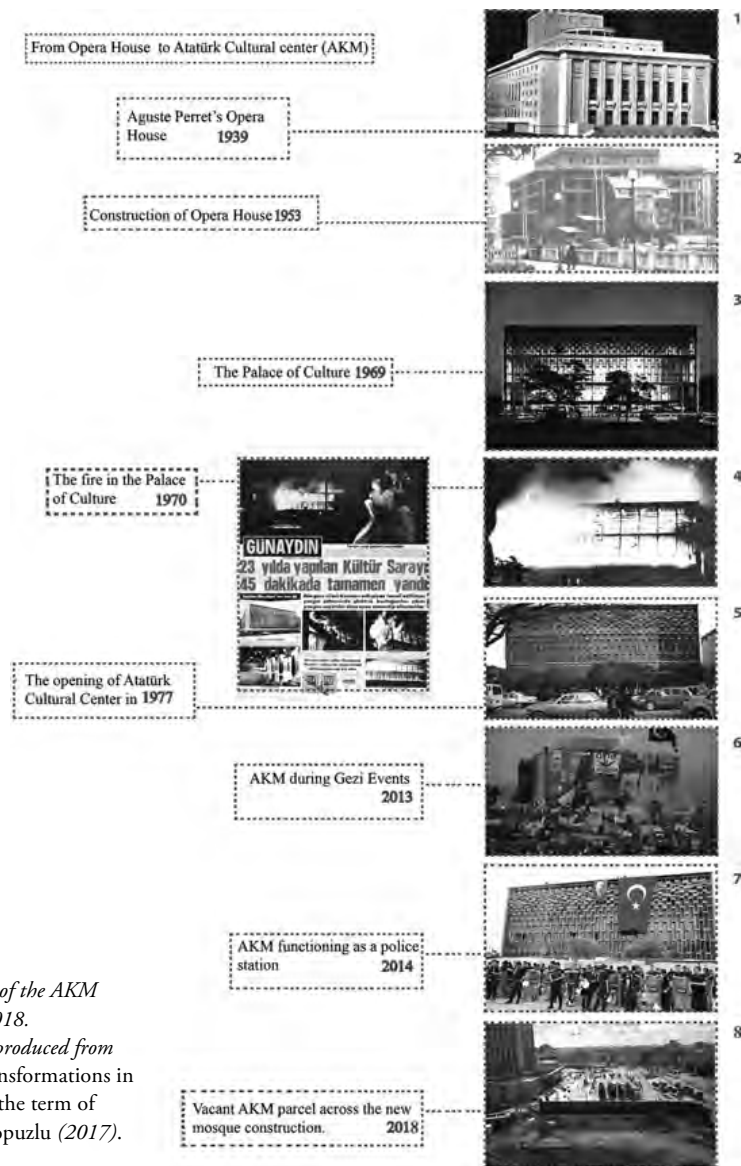 From Opera House to Atatürk Cultural center (AKM)
1
Aguste Perret's Opera
House 1939
2
Construction of Opera House 1953
3
The Palace of Culture 1969
The fire in the Palace
of Culture 1970
4
GÜNAYDIN
23 yılda yapılan Kültür Sarayı
45 dakikada tamamen yandı
5
The opening of Atatürk
Cultural Center in 1977
6
AKM during Gezi Events
2013
7
AKM functioning as a police
station 2014
8
Vacant AKM parcel across the new
mosque construction. 2018
of the AKM
018.
produced from
nsformations in
the term of
opuzlu (2017).